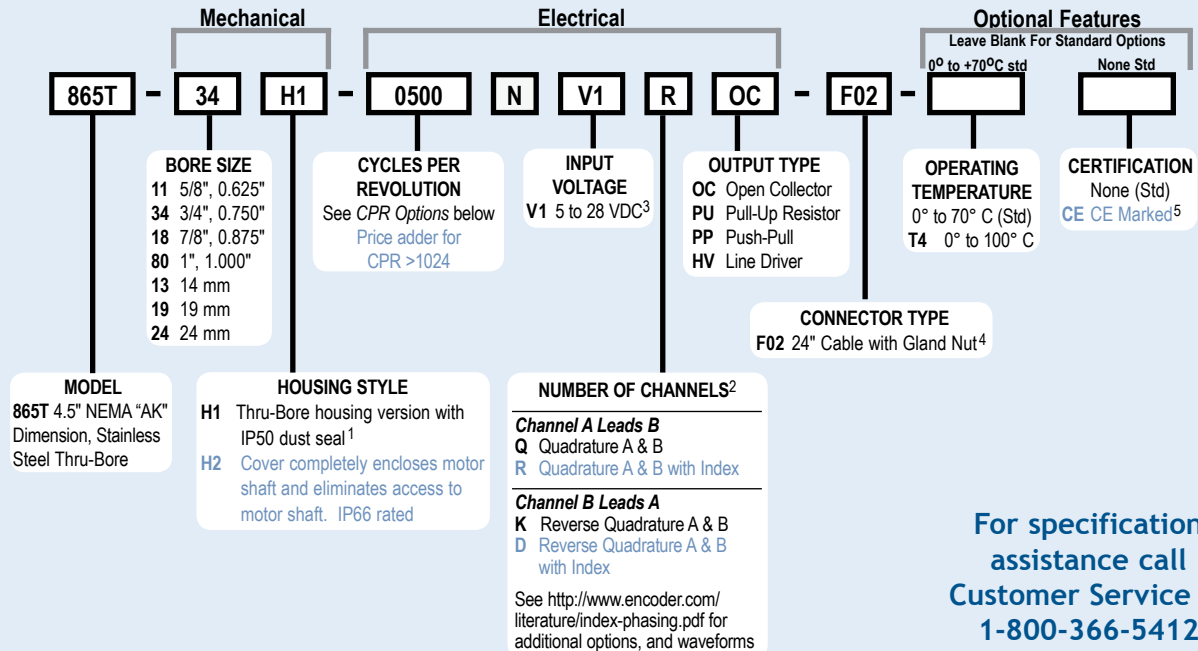 Mechanical
Electrical
Optional Features
Leave Blank For Standard Options
0⁰ to +70⁰C std
None Std
865T - 34 H1 - 0500 N V1 R OC - F02 -
BORE SIZE
11 5/8", 0.625"
34 3/4", 0.750"
18 7/8", 0.875"
80 1", 1.000"
13 14 mm
19 19 mm
24 24 mm
CYCLES PER
REVOLUTION
See CPR Options below
Price adder for
CPR >1024
INPUT
VOLTAGE
V1 5 to 28 VDC3
OUTPUT TYPE
OC Open Collector
PU Pull-Up Resistor
PP Push-Pull
HV Line Driver
OPERATING
TEMPERATURE
0° to 70° C (Std)
T4 0° to 100° C
CERTIFICATION
None (Std)
CE CE Marked5
CONNECTOR TYPE
F02 24" Cable with Gland Nut4
MODEL
865T 4.5" NEMA “AK”
Dimension, Stainless
Steel Thru-Bore
HOUSING STYLE
H1 Thru-Bore housing version with
IP50 dust seal1
H2 Cover completely encloses motor
shaft and eliminates access to
motor shaft. IP66 rated
NUMBER OF CHANNELS2
Channel A Leads B
Q Quadrature A & B
R Quadrature A & B with Index
Channel B Leads A
K Reverse Quadrature A & B
D Reverse Quadrature A & B
with Index
See http://www.encoder.com/
literature/index-phasing.pdf for
additional options, and waveforms
For specification
assistance call
Customer Service
1-800-366-5412